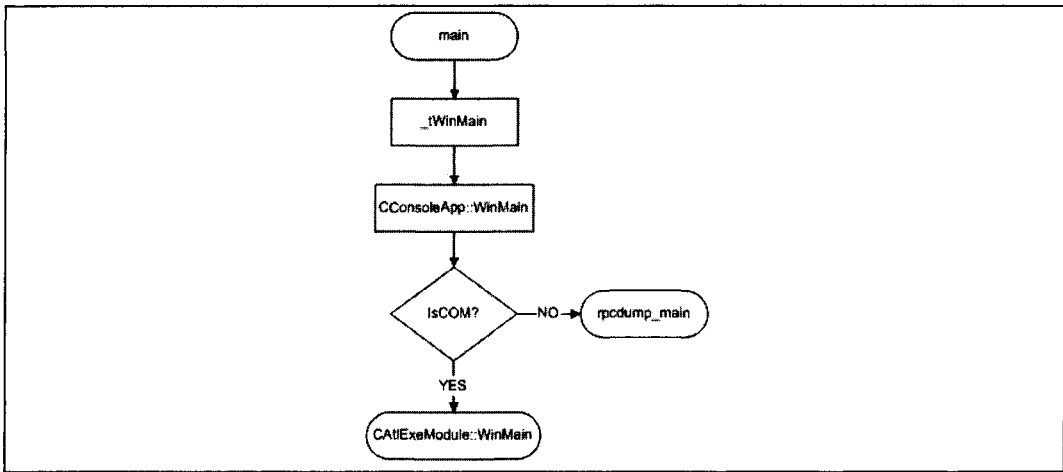 main
_tWinMain
CConsoleApp::WinMain
IsCOM?
NO
rpcdump_main
YES
CAtlExeModule::WinMain